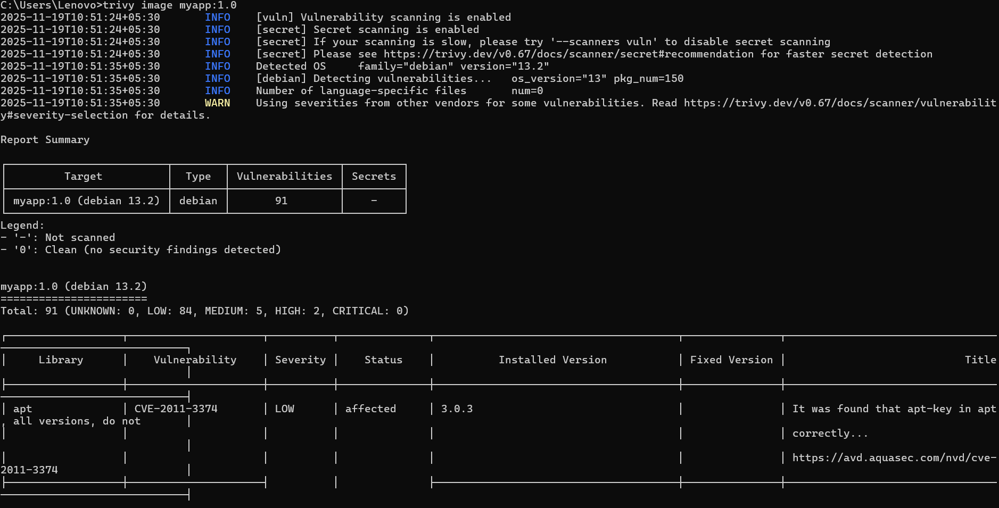 C:\Users\Lenovo>trivy image myapp:1.0
2025-11-19T10:51:24+05:30 INFO [vuln] Vulnerability scanning is enabled
2025-11-19T10:51:24+05:30 INFO [secret] Secret scanning is enabled
2025-11-19T10:51:24+05:30 INFO [secret] If your scanning is slow, please try '--scanners vuln' to disable secret scanning
2025-11-19T10:51:24+05:30 INFO [secret] Please see https://trivy.dev/v0.67/docs/scanner/secret#recommendation for faster secret detection
2025-11-19T10:51:35+05:30 INFO Detected OS family="debian" version="13.2"
2025-11-19T10:51:35+05:30 INFO [debian] Detecting vulnerabilities... os_version="13" pkg_num=150
2025-11-19T10:51:35+05:30 INFO Number of language-specific files num=0
2025-11-19T10:51:35+05:30 WARN Using severities from other vendors for some vulnerabilities. Read https://trivy.dev/v0.67/docs/scanner/vulnerabilit
y#severity-selection for details.
Report Summary
Target Type Vulnerabilities Secrets
myapp:1.0 (debian 13.2) debian 91 -
Legend:
- '-': Not scanned
- '0': Clean (no security findings detected)
myapp:1.0 (debian 13.2)
=======================
Total: 91 (UNKNOWN: 0, LOW: 84, MEDIUM: 5, HIGH: 2, CRITICAL: 0)
Library Vulnerability Severity Status Installed Version Fixed Version Title
apt CVE-2011-3374 LOW affected 3.0.3 It was found that apt-key in apt
, all versions, do not
correctly...
https://avd.aquasec.com/nvd/cve-
2011-3374